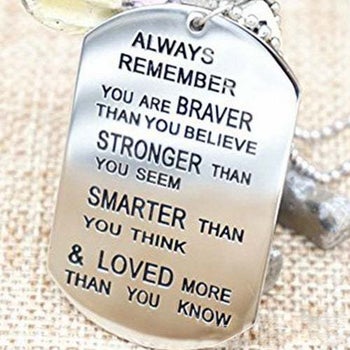 ALWAYS
REMEMBER
YOU ARE BRAVER
THAN YOU BELIEVE
STRONGER THAN
YOU SEEM
SMARTER THAN
YOU THINK
& LOVED MORE
THAN YOU KNOW